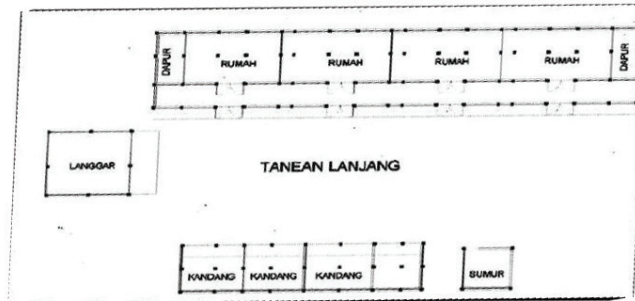 DAPUR
RUMAH
RUMAH
RUMAH
RUMAH
DAPUR
LANGGAR
TANEAN LANJANG
KANDANG
KANDANG
KANDANG
SUMUR